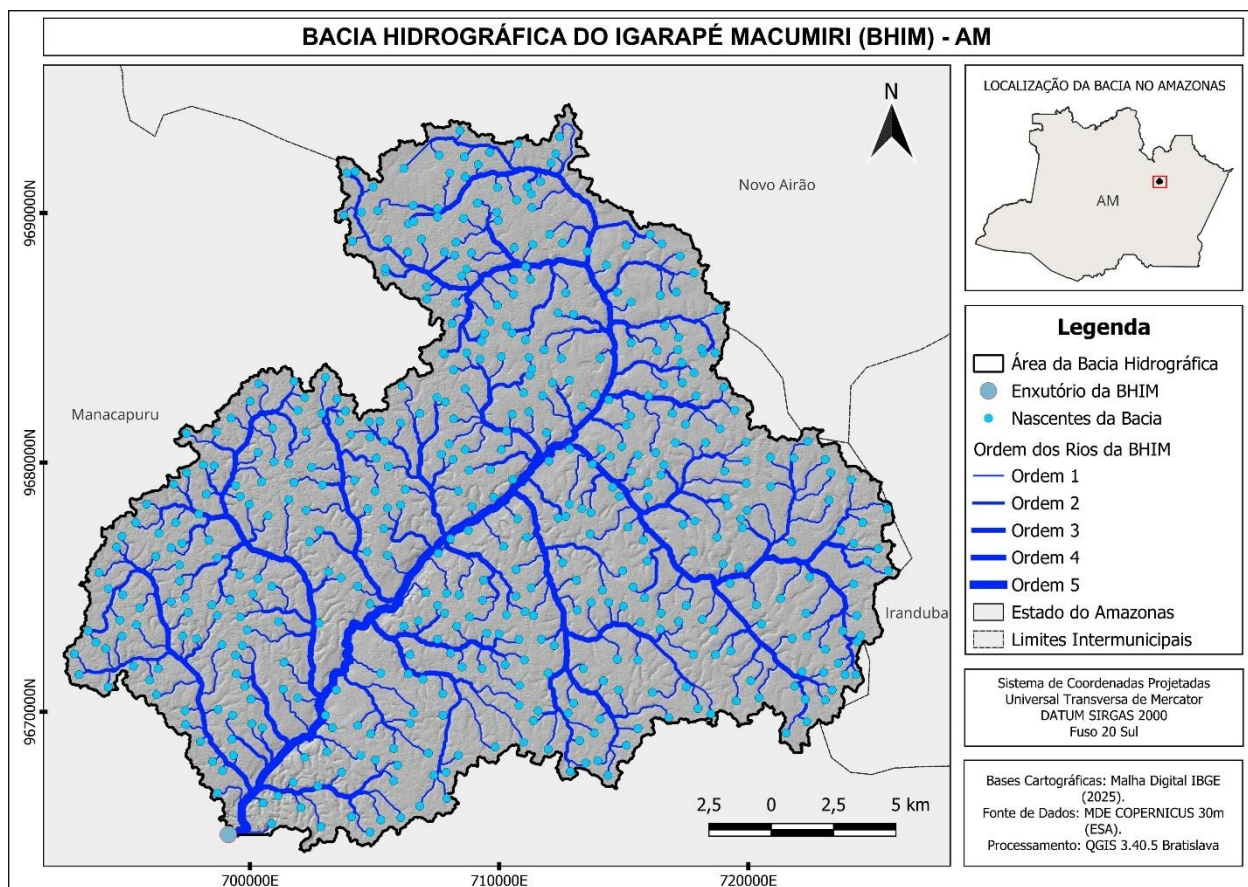 BACIA HIDROGRÁFICA DO IGARAPÉ MACUMIRI (BHIM) - AM
N
Novo Airão
Manacapuru
Iranduba
9690000N
9680000N
9670000N
700000E
710000E
720000E
2,5 0 2,5 5 km
LOCALIZAÇÃO DA BACIA NO AMAZONAS
AM
Legenda
Área da Bacia Hidrográfica
Enxutório da BHIM
Nascentes da Bacia
Ordem dos Rios da BHIM
Ordem 1
Ordem 2
Ordem 3
Ordem 4
Ordem 5
Estado do Amazonas
Limites Intermunicipais
Sistema de Coordenadas Projetadas
Universal Transversa de Mercator
DATUM SIRGAS 2000
Fuso 20 Sul
Bases Cartográficas: Malha Digital IBGE
(2025).
Fonte de Dados: MDE COPERNICUS 30m
(ESA).
Processamento: QGIS 3.40.5 Bratislava